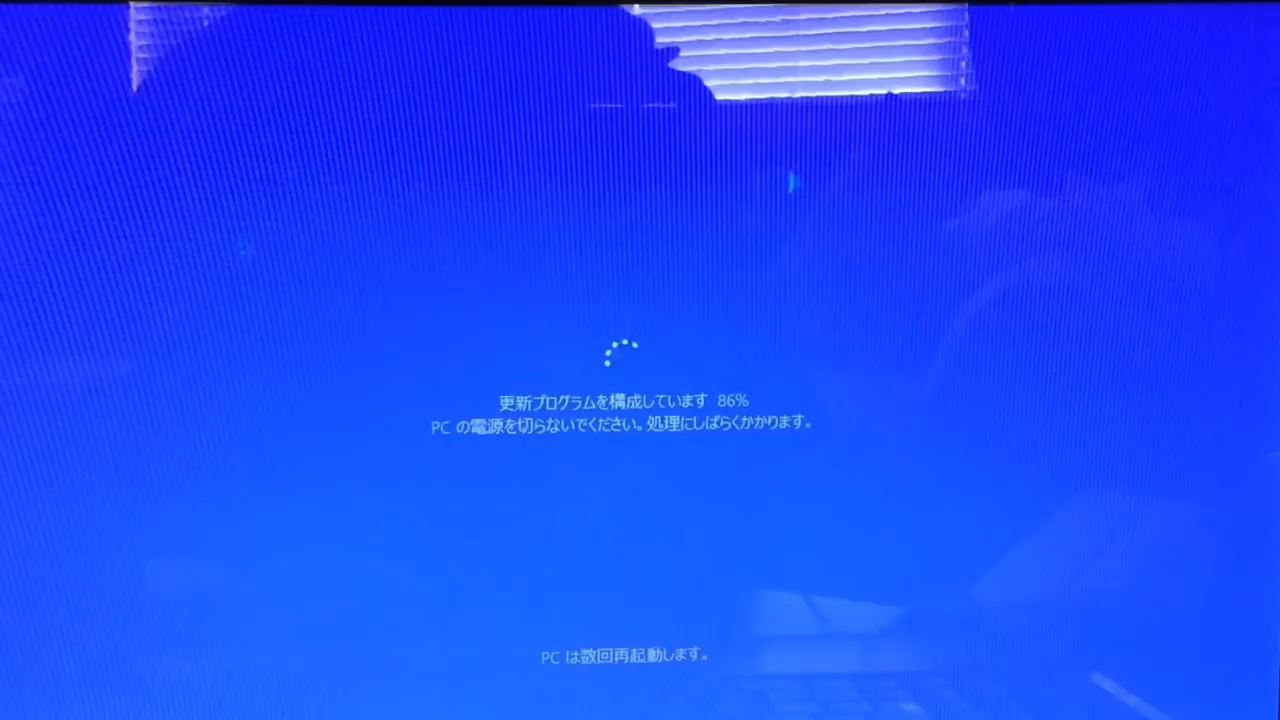 更新プログラムを構成しています 86%
PC の電源を切らないでください。処理にしばらくかかります。
PC は数回再起動します。